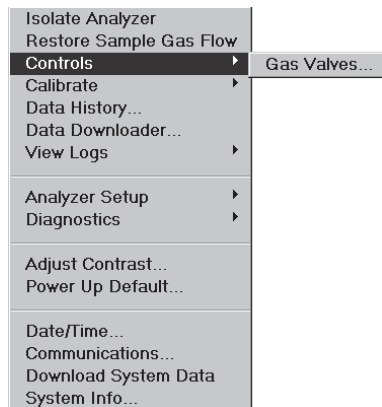 Isolate Analyzer
Restore Sample Gas Flow
Controls
Gas Valves...
Calibrate
Data History...
Data Downloader...
View Logs
Analyzer Setup
Diagnostics
Adjust Contrast...
Power Up Default...
Date/Time...
Communications...
Download System Data
System Info...